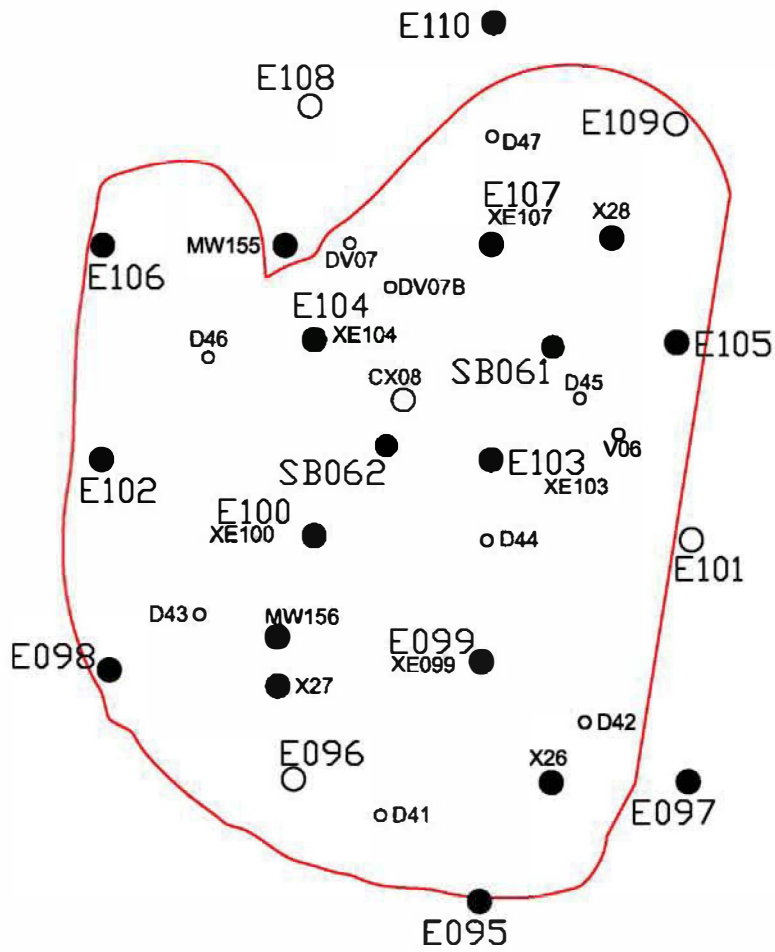 E110
E108
E109
D47
E107
XE107
X28
MW155
DV07
E106
DV07B
E104
XE104
D46
E105
SB061
CX08
D45
V06
E103
SB062
E102
XE103
E100
XE100
D44
E101
D43
MW156
E099
E098
XE099
X27
D42
E096
X26
D41
E097
E095